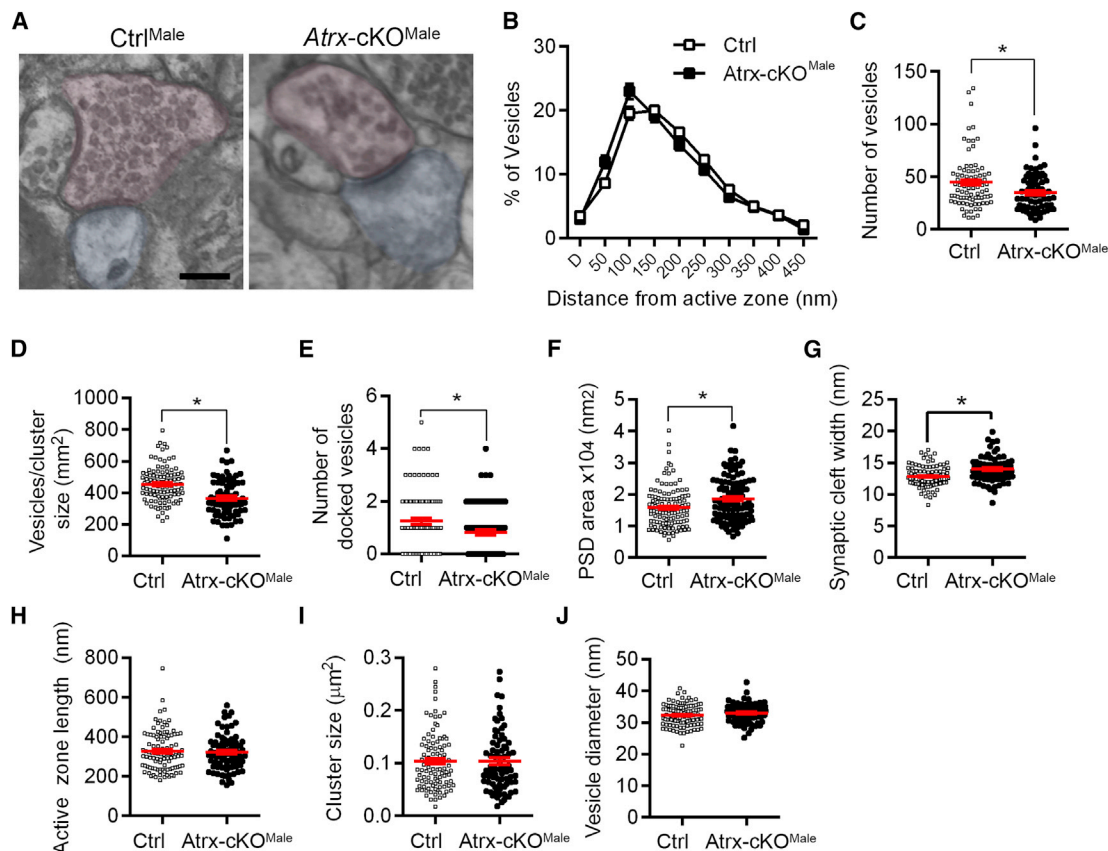 A
Ctrl^Male
Atrx-cKO^Male
B
% of Vesicles
30
20
10
0
Ctrl
Atrx-cKO^Male
D 50 100 150 200 250 300 350 400 450
Distance from active zone (nm)
C
Number of vesicles
150
100
50
0
*
Ctrl Atrx-cKO^Male
D
Vesicles/cluster
size (mm²)
1000
800
600
400
200
0
*
Ctrl Atrx-cKO^Male
E
Number of
docked vesicles
6
4
2
0
*
Ctrl Atrx-cKO^Male
F
PSD area x104 (nm2)
5
4
3
2
1
0
*
Ctrl Atrx-cKO^Male
G
Synaptic cleft width (nm)
25
20
15
10
5
0
*
Ctrl Atrx-cKO^Male
H
Active zone length (nm)
800
600
400
200
0
Ctrl Atrx-cKO^Male
I
Cluster size (μm²)
0.3
0.2
0.1
0.0
Ctrl Atrx-cKO^Male
J
Vesicle diameter (nm)
50
40
30
20
10
0
Ctrl Atrx-cKO^Male